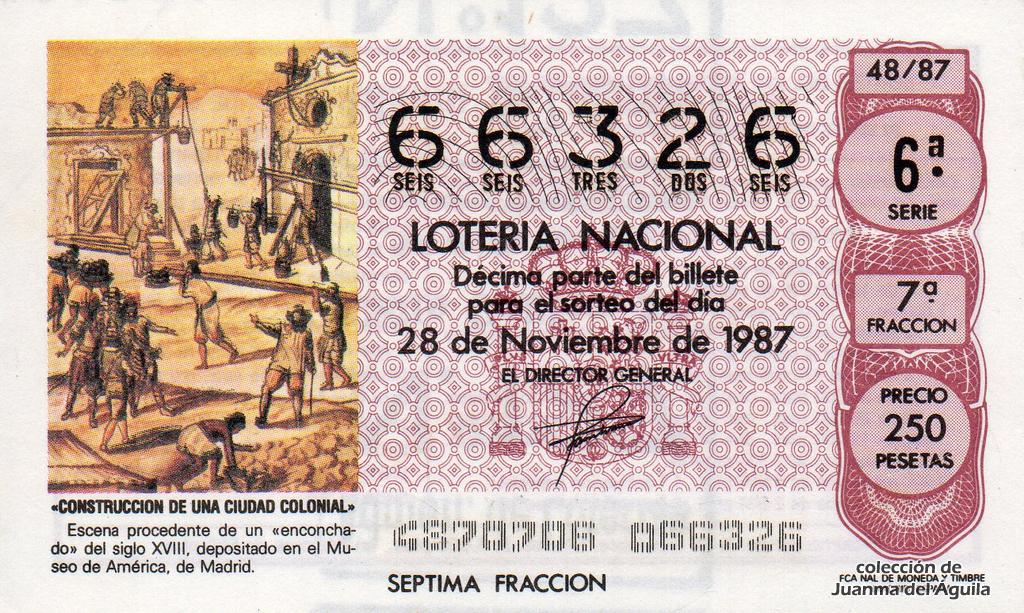 48/87
66326
SEIS SEIS TRES DOS SEIS
6ª
SERIE
LOTERIA NACIONAL
Décima parte del billete
para el sorteo del día
28 de Noviembre de 1987
EL DIRECTOR GENERAL
PLVS VLTRA
7ª
FRACCION
PRECIO
250
PESETAS
«CONSTRUCCION DE UNA CIUDAD COLONIAL»
Escena procedente de un «enconcha-
do» del siglo XVIII, depositado en el Mu-
seo de América, de Madrid.
4870706 066326
SEPTIMA FRACCION
colección de
FCA NAL DE MONEDA Y TIMBRE
Juanma del Águila